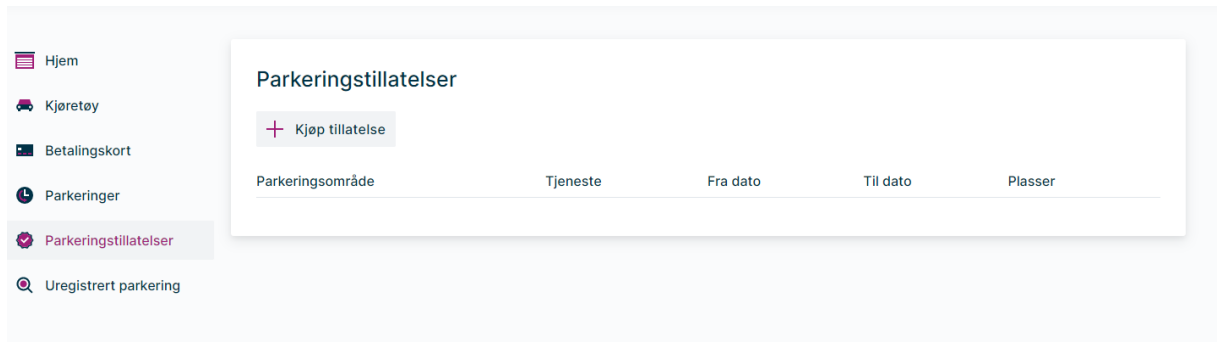 Hjem
Kjøretøy
Betalingskort
Parkeringer
Parkeringstillatelser
Uregistrert parkering
Parkeringstillatelser
Kjøp tillatelse
Parkeringsområde Tjeneste Fra dato Til dato Plasser